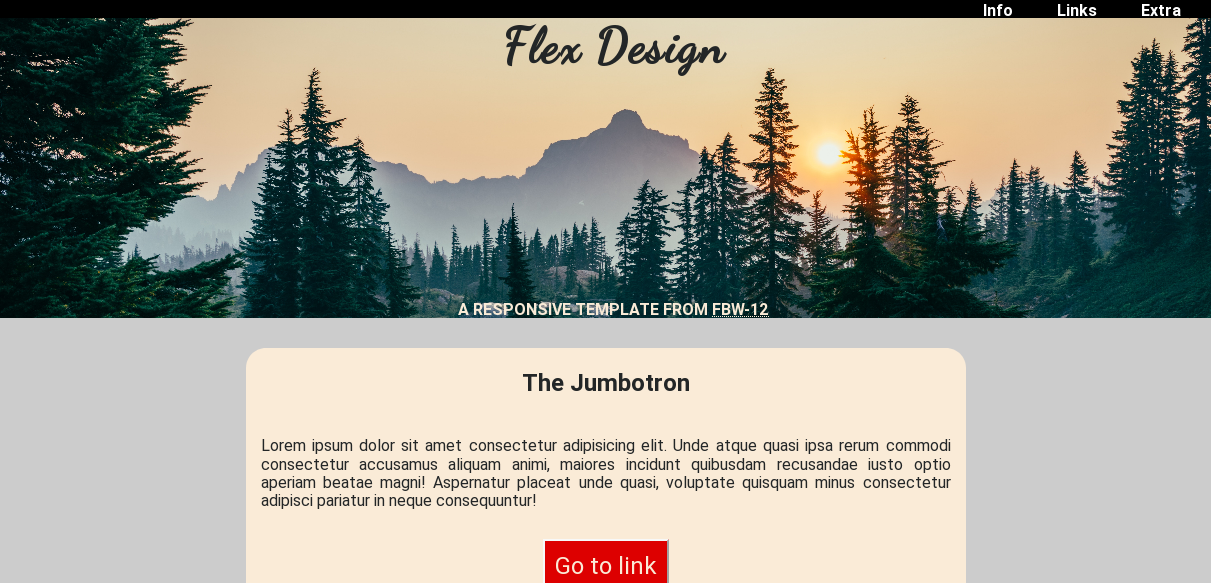 Info Links Extra
Flex Design
A RESPONSIVE TEMPLATE FROM FBW-12
The Jumbotron
Lorem ipsum dolor sit amet consectetur adipisicing elit. Unde atque quasi ipsa rerum commodi
consectetur accusamus aliquam animi, maiores incidunt quibusdam recusandae iusto optio
aperiam beatae magni! Aspernatur placeat unde quasi, voluptate quisquam minus consectetur
adipisci pariatur in neque consequuntur!
Go to link